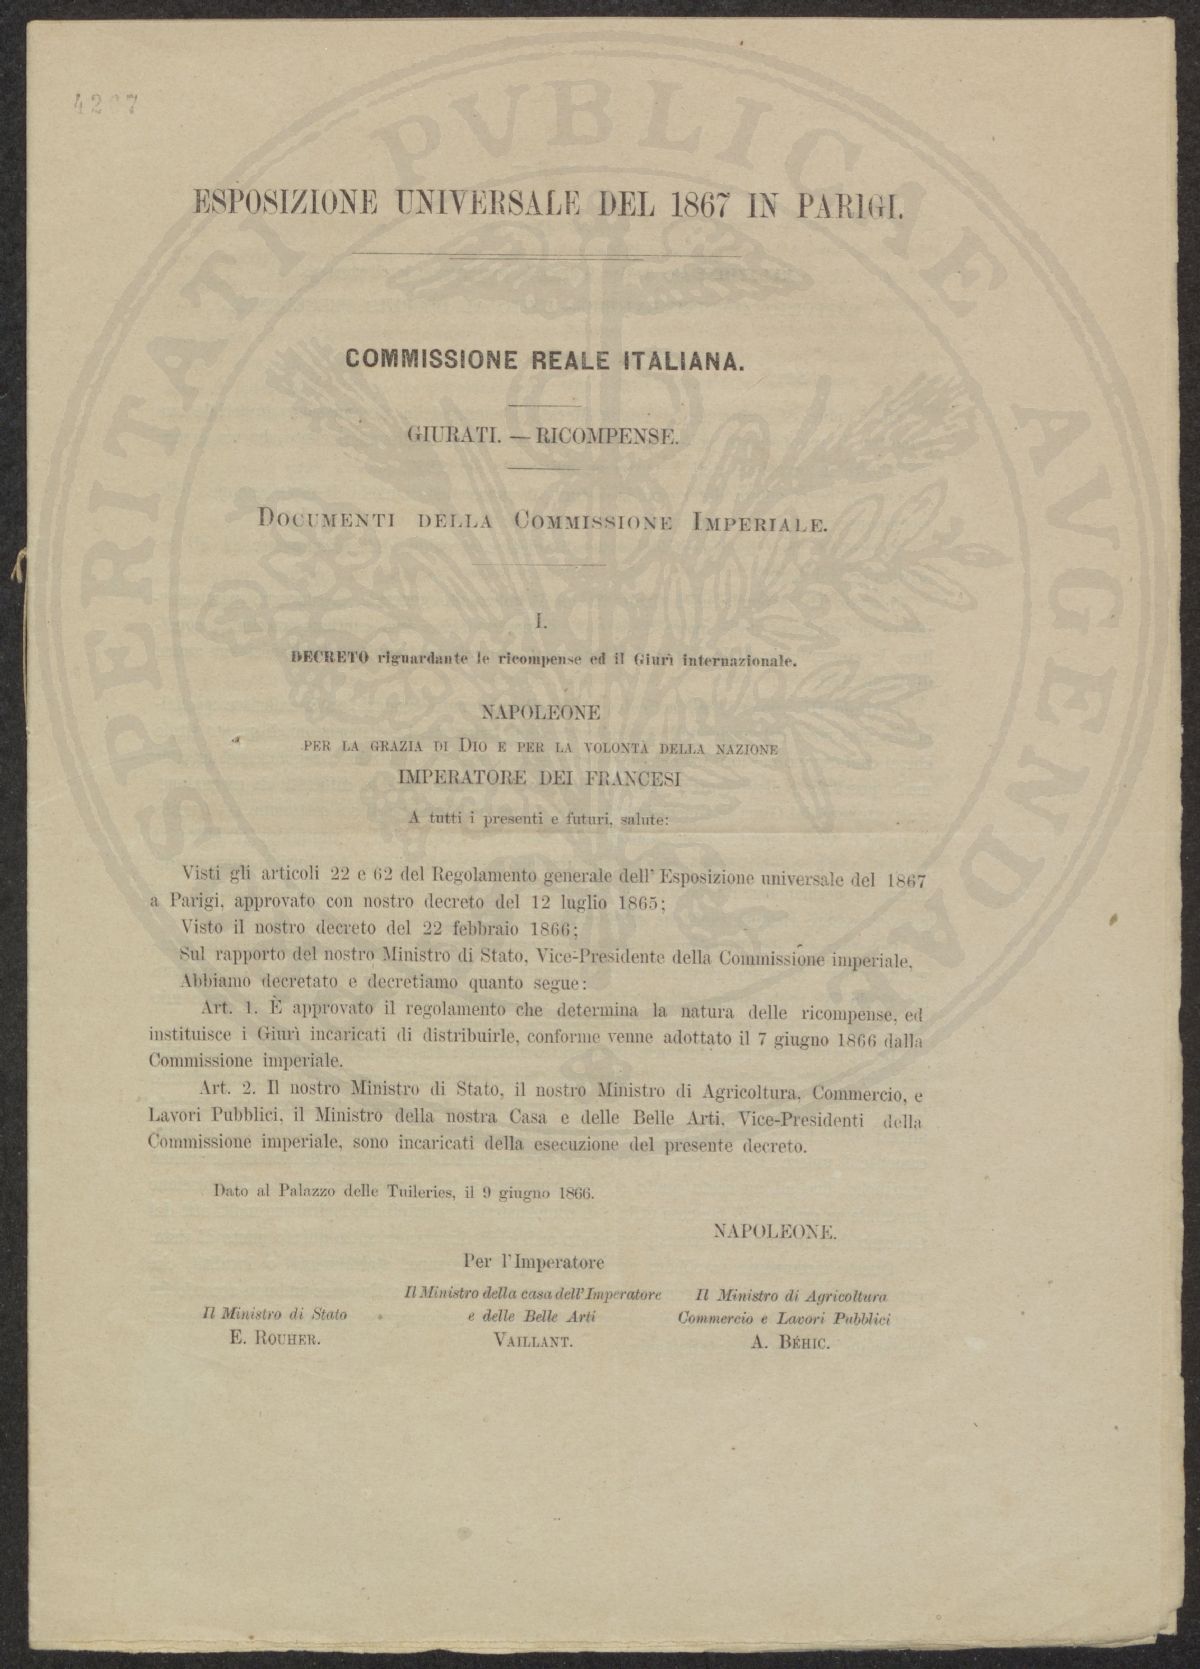 4267
ESPOSIZIONE UNIVERSALE DEL 1867 IN PARIGI.
COMMISSIONE REALE ITALIANA.
GIURATI. — RICOMPENSE.
DOCUMENTI DELLA COMMISSIONE IMPERIALE.
I.
DECRETO riguardante le ricompense ed il Giurì internazionale.
NAPOLEONE
PER LA GRAZIA DI DIO E PER LA VOLONTÀ DELLA NAZIONE
IMPERATORE DEI FRANCESI
A tutti i presenti e futuri, salute:
Visti gli articoli 22 e 62 del Regolamento generale dell' Esposizione universale del 1867
a Parigi, approvato con nostro decreto del 12 luglio 1865;
Visto il nostro decreto del 22 febbraio 1866;
Sul rapporto del nostro Ministro di Stato, Vice-Presidente della Commissione imperiale,
Abbiamo decretato e decretiamo quanto segue:
Art. 1. È approvato il regolamento che determina la natura delle ricompense, ed
instituisce i Giurì incaricati di distribuirle, conforme venne adottato il 7 giugno 1866 dalla
Commissione imperiale.
Art. 2. Il nostro Ministro di Stato, il nostro Ministro di Agricoltura, Commercio, e
Lavori Pubblici, il Ministro della nostra Casa e delle Belle Arti, Vice-Presidenti della
Commissione imperiale, sono incaricati della esecuzione del presente decreto.
Dato al Palazzo delle Tuileries, il 9 giugno 1866.
NAPOLEONE.
Per l'Imperatore
Il Ministro di Stato
E. ROUHER.
Il Ministro della casa dell'Imperatore
e delle Belle Arti
VAILLANT.
Il Ministro di Agricoltura
Commercio e Lavori Pubblici
A. BÉHIC.
PROSPERITATI PVBLICAE AVGENDAE